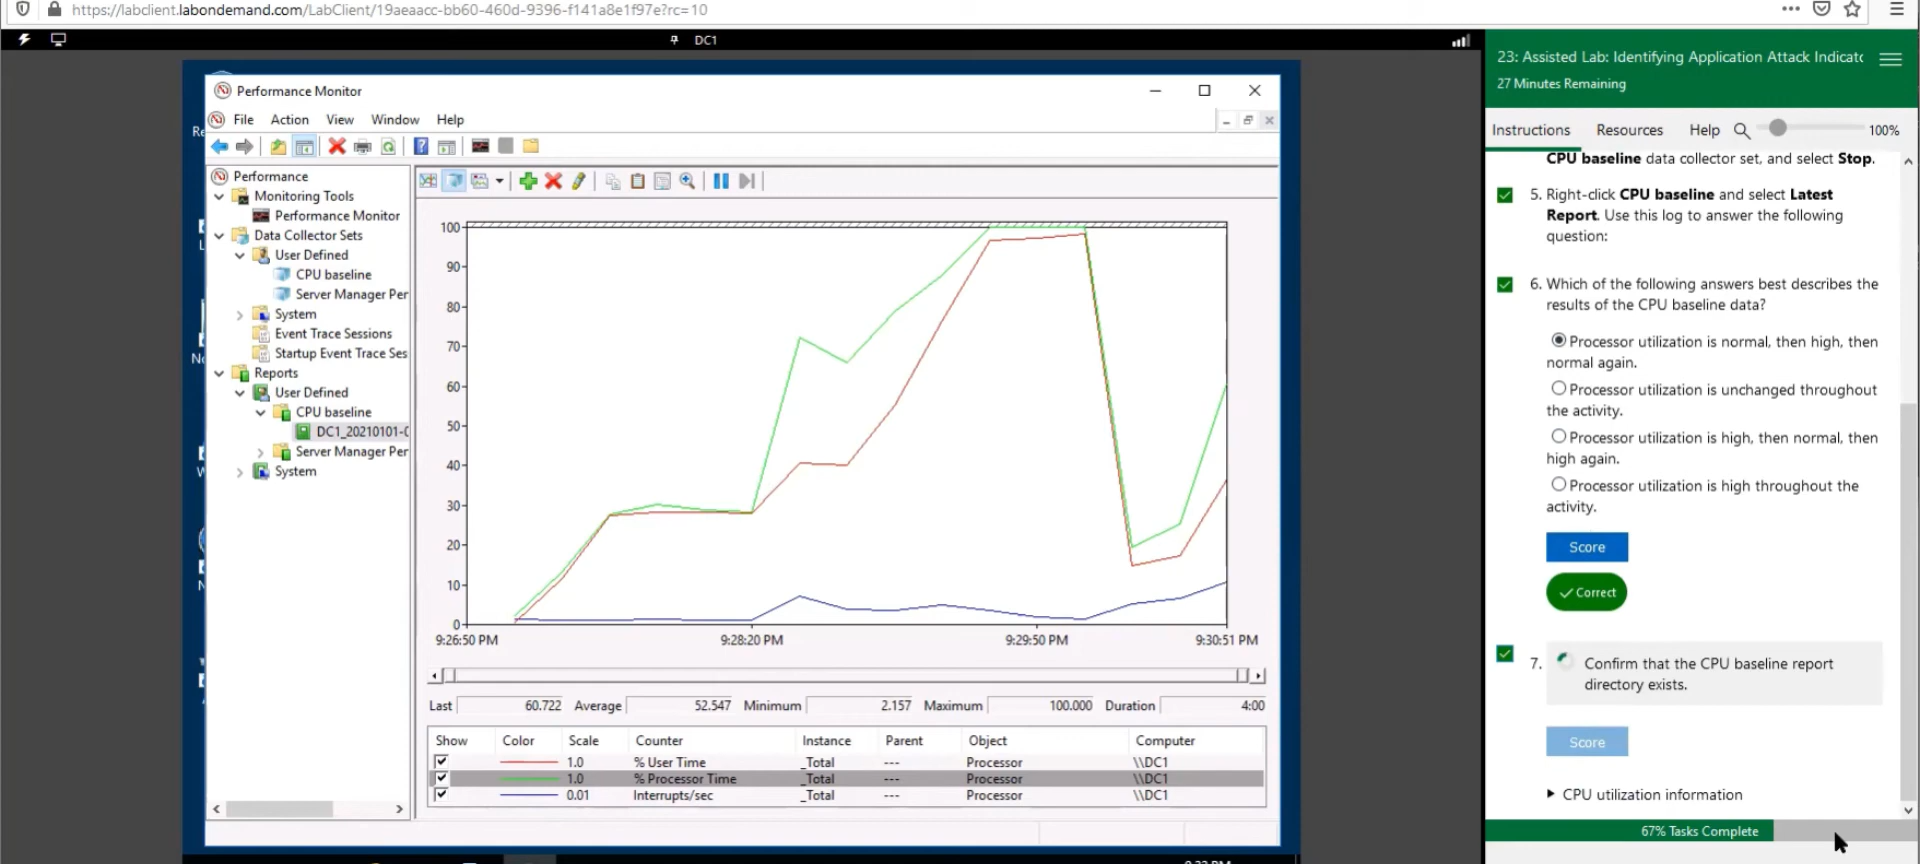 https://labclient.labondemand.com/LabClient/19aeaacc-bb60-460d-9396-f141a8e1f97e?rc=10
DC1
23: Assisted Lab: Identifying Application Attack Indicato
27 Minutes Remaining
Instructions Resources Help 100%
Performance Monitor
File Action View Window Help
Performance
Monitoring Tools
Performance Monitor
Data Collector Sets
User Defined
CPU baseline
Server Manager Per
System
Event Trace Sessions
Startup Event Trace Ses
Reports
User Defined
CPU baseline
DC1_20210101-0
Server Manager Per
System
100
90
80
70
60
50
40
30
20
10
0
9:26:50 PM 9:28:20 PM 9:29:50 PM 9:30:51 PM
Last 60.722 Average 52.547 Minimum 2.157 Maximum 100.000 Duration 4:00
Show Color Scale Counter Instance Parent Object Computer
1.0 % User Time _Total --- Processor \\DC1
1.0 % Processor Time _Total --- Processor \\DC1
0.01 Interrupts/sec _Total --- Processor \\DC1
CPU baseline data collector set, and select Stop.
5. Right-click CPU baseline and select Latest
Report. Use this log to answer the following
question:
6. Which of the following answers best describes the
results of the CPU baseline data?
Processor utilization is normal, then high, then
normal again.
Processor utilization is unchanged throughout
the activity.
Processor utilization is high, then normal, then
high again.
Processor utilization is high throughout the
activity.
Score
Correct
7. Confirm that the CPU baseline report
directory exists.
Score
CPU utilization information
67% Tasks Complete